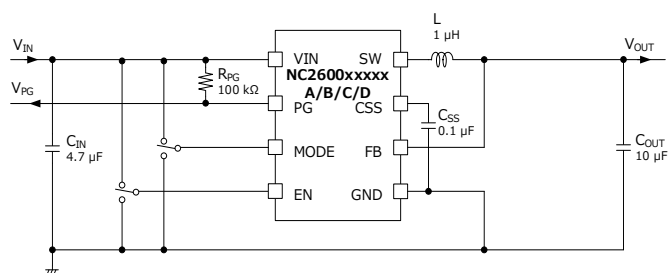 L
1 µH
VIN
VOUT
VIN
SW
RPG
100 kΩ
NC2600xxxxx
A/B/C/D
VPG
PG
CSS
CSS
0.1 µF
CIN
4.7 µF
MODE
FB
COUT
10 µF
EN
GND